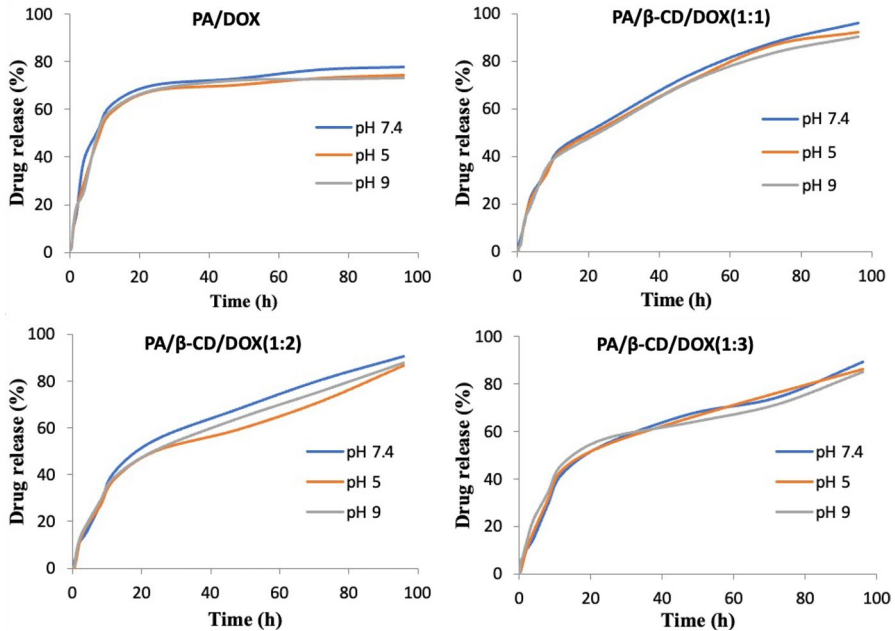 PA/DOX
100
80
60
40
20
0
Drug release (%)
pH 7.4
pH 5
pH 9
0 20 40 60 80 100
Time (h)
PA/β-CD/DOX(1:1)
100
80
60
40
20
0
Drug release (%)
pH 7.4
pH 5
pH 9
0 20 40 60 80 100
Time (h)
PA/β-CD/DOX(1:2)
100
80
60
40
20
0
Drug release (%)
pH 7.4
pH 5
pH 9
0 20 40 60 80 100
Time (h)
PA/β-CD/DOX(1:3)
100
80
60
40
20
0
Drug release (%)
pH 7.4
pH 5
pH 9
0 20 40 60 80 100
Time (h)